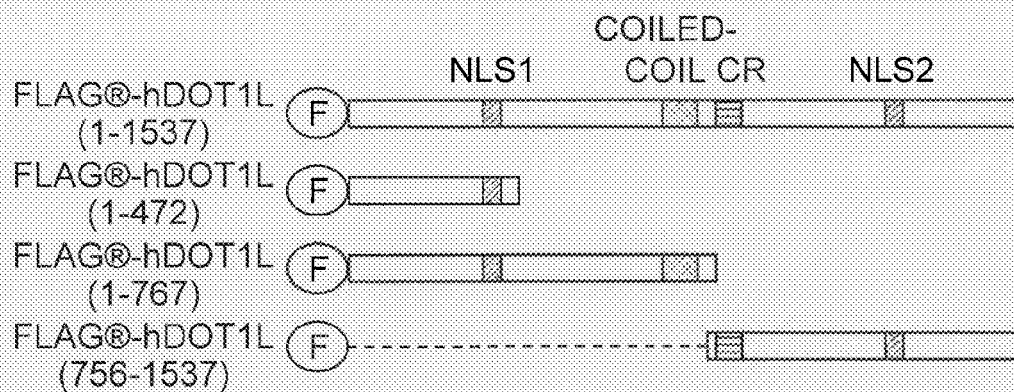 COILED-
NLS1 COIL CR NLS2
FLAG®-hDOT1L F
(1-1537)
FLAG®-hDOT1L F
(1-472)
FLAG®-hDOT1L F
(1-767)
FLAG®-hDOT1L F
(756-1537)